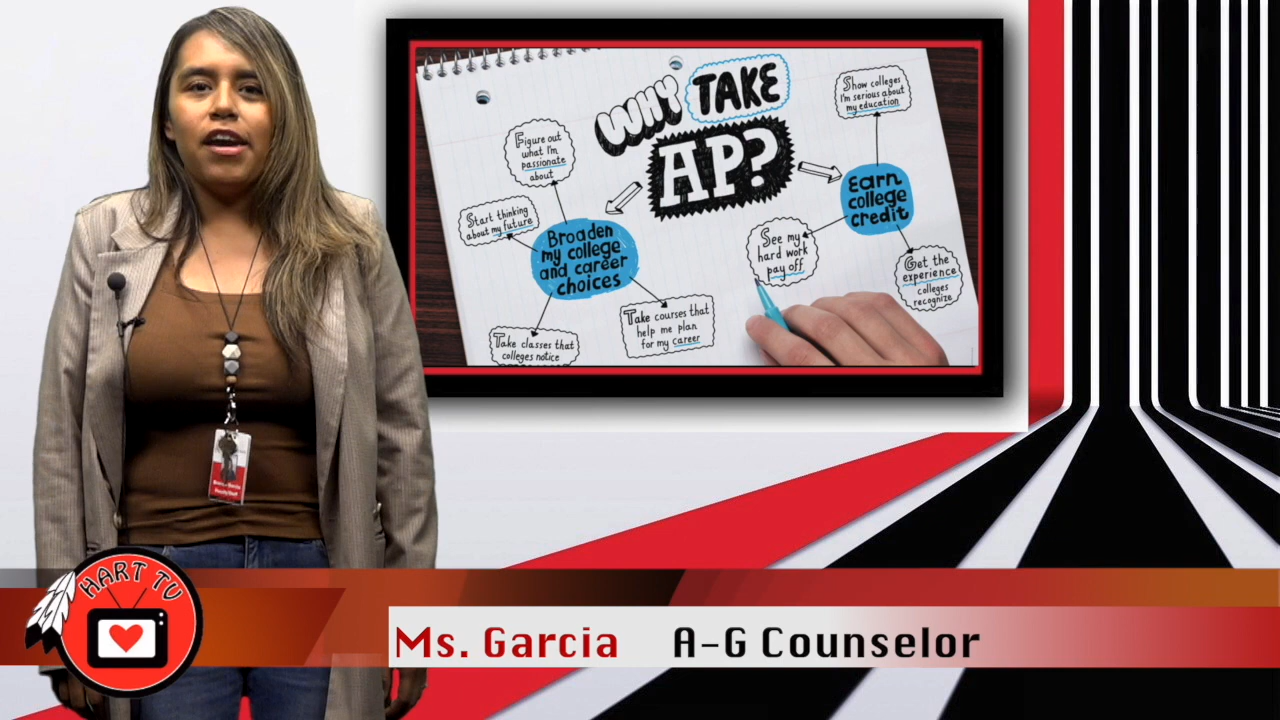 WHY TAKE
AP?
Show colleges
I'm serious about
my education
Figure out
what I'm
passionate
about
Earn
college
credit
Start thinking
about my future
Broaden
my college
and career
choices
See my
hard work
pay off
Get the
experience
colleges
recognize
Take courses that
help me plan
for my career
Take classes that
colleges notice
Garcia
Faculty/Staff
HART TV
Ms. Garcia A-G Counselor